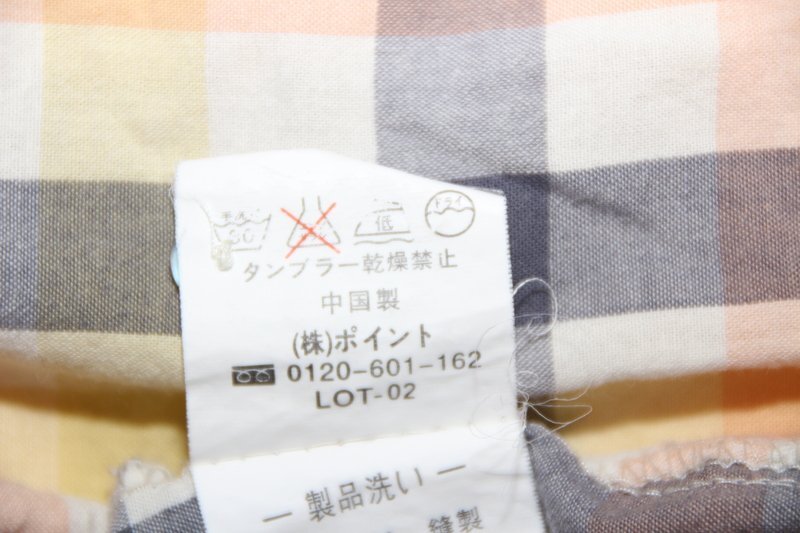 手洗 30 低 ドライ
タンブラー乾燥禁止
中国製
(株)ポイント
0120-601-162
LOT-02
— 製品洗い —
縫製